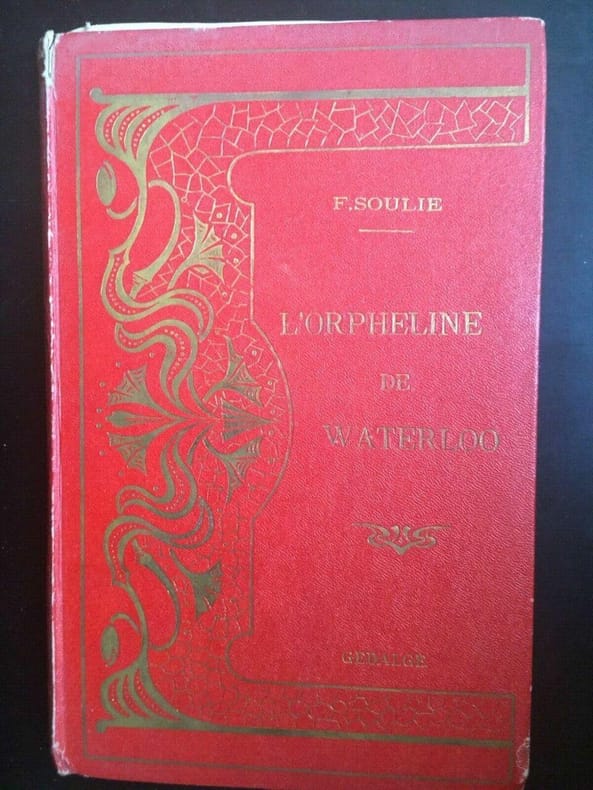 F. SOULIE
L'ORPHELINE
DE
WATERLOO
GEDALGE